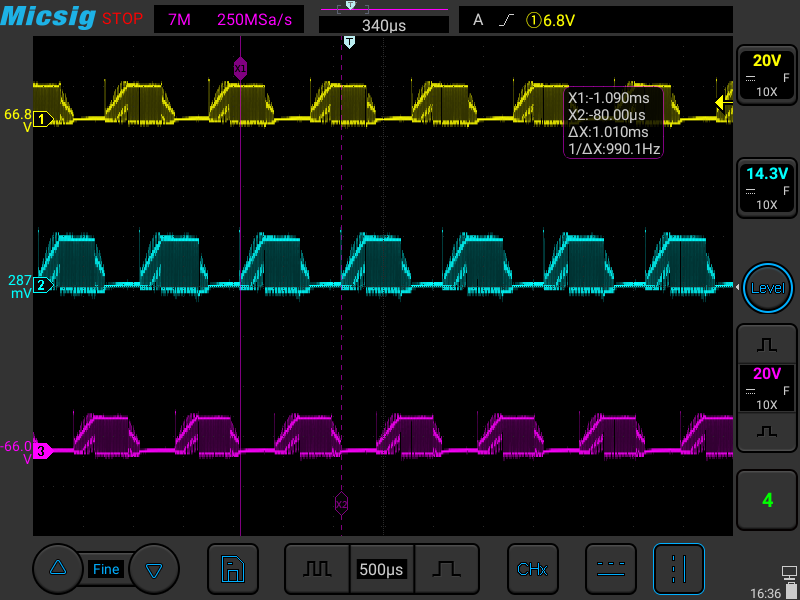 Micsig STOP 7M 250MSa/s T 340µs A ①6.8V
T
X1
20V
F
10X
66.8
V
1
X1:-1.090ms
X2:-80.00µs
ΔX:1.010ms
1/ΔX:990.1Hz
14.3V
F
10X
287
mV
2
Level
20V
F
10X
-66.0
V
3
X2
4
Fine
500µs
CHx
16:36